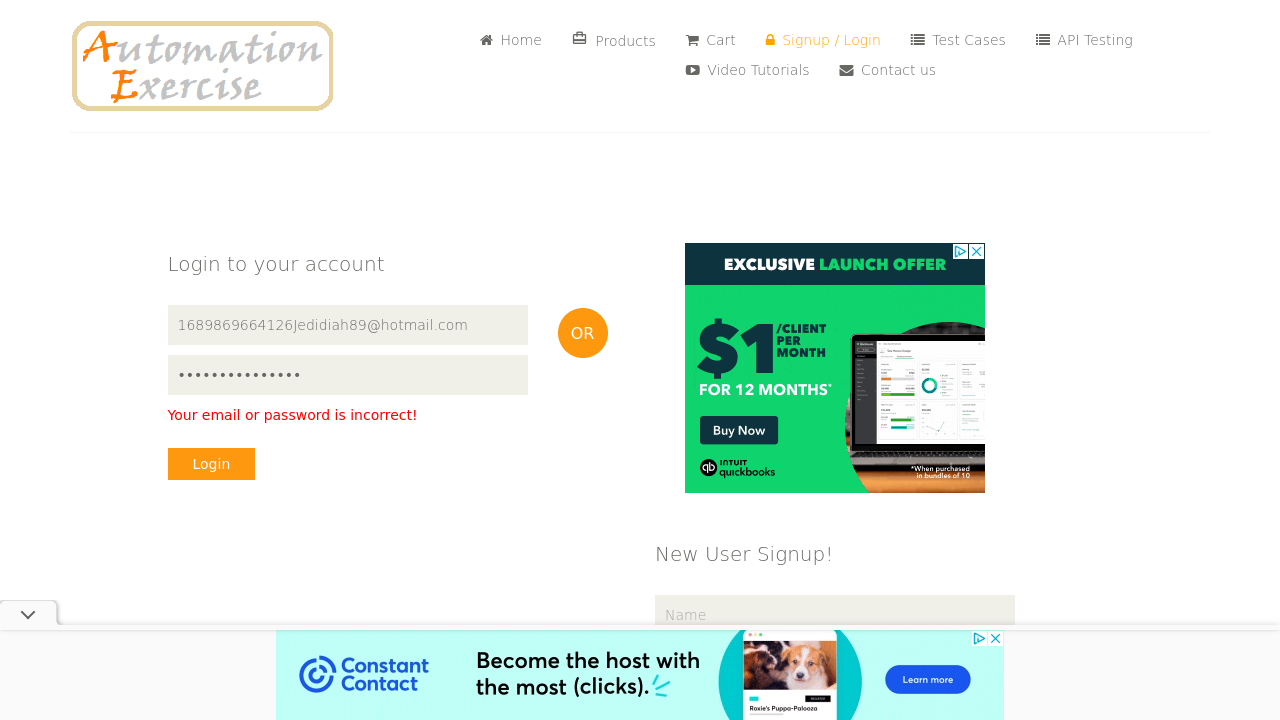 Automation
Exercise
Home
Products
Cart
Signup / Login
Test Cases
API Testing
Video Tutorials
Contact us
Login to your account
1689869664126Jedidiah89@hotmail.com
••••••••••••••
Your email or password is incorrect!
Login
OR
EXCLUSIVE LAUNCH OFFER
$1/CLIENT
PER
MONTH
FOR 12 MONTHS*
Buy Now
qb INTUIT
quickbooks
*When purchased
in bundles of 10
New User Signup!
Name
Constant
Contact
Become the host with
the most (clicks).
Roxie's Puppa-Palooza
Learn more